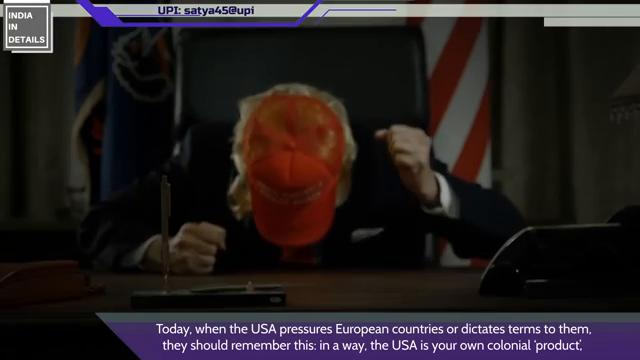 INDIA
IN
DETAILS
UPI: satya45@upi
Today, when the USA pressures European countries or dictates terms to them,
they should remember this: in a way, the USA is your own colonial 'product',